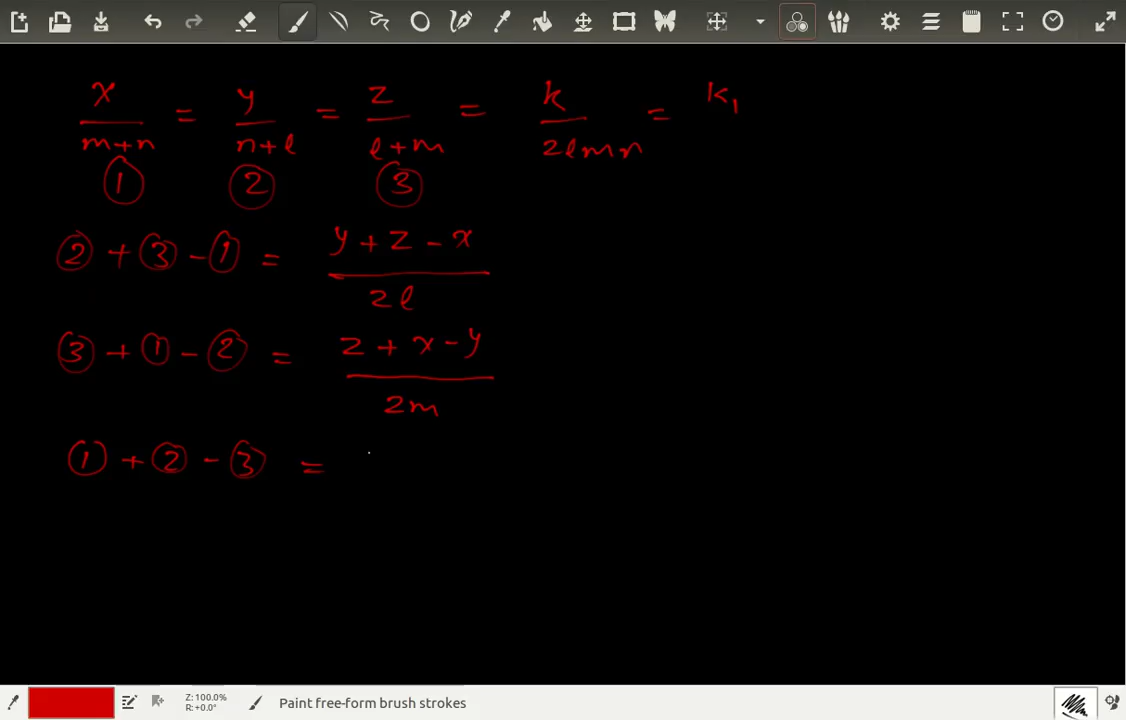 x/(m+n) = y/(n+l) = z/(l+m) = k/(2lmn) = k₁
① ② ③
② + ③ - ① = (y + z - x)/(2l)
③ + ① - ② = (z + x - y)/(2m)
① + ② - ③ =
Z: 100.0%
R: +0.0°
Paint free-form brush strokes